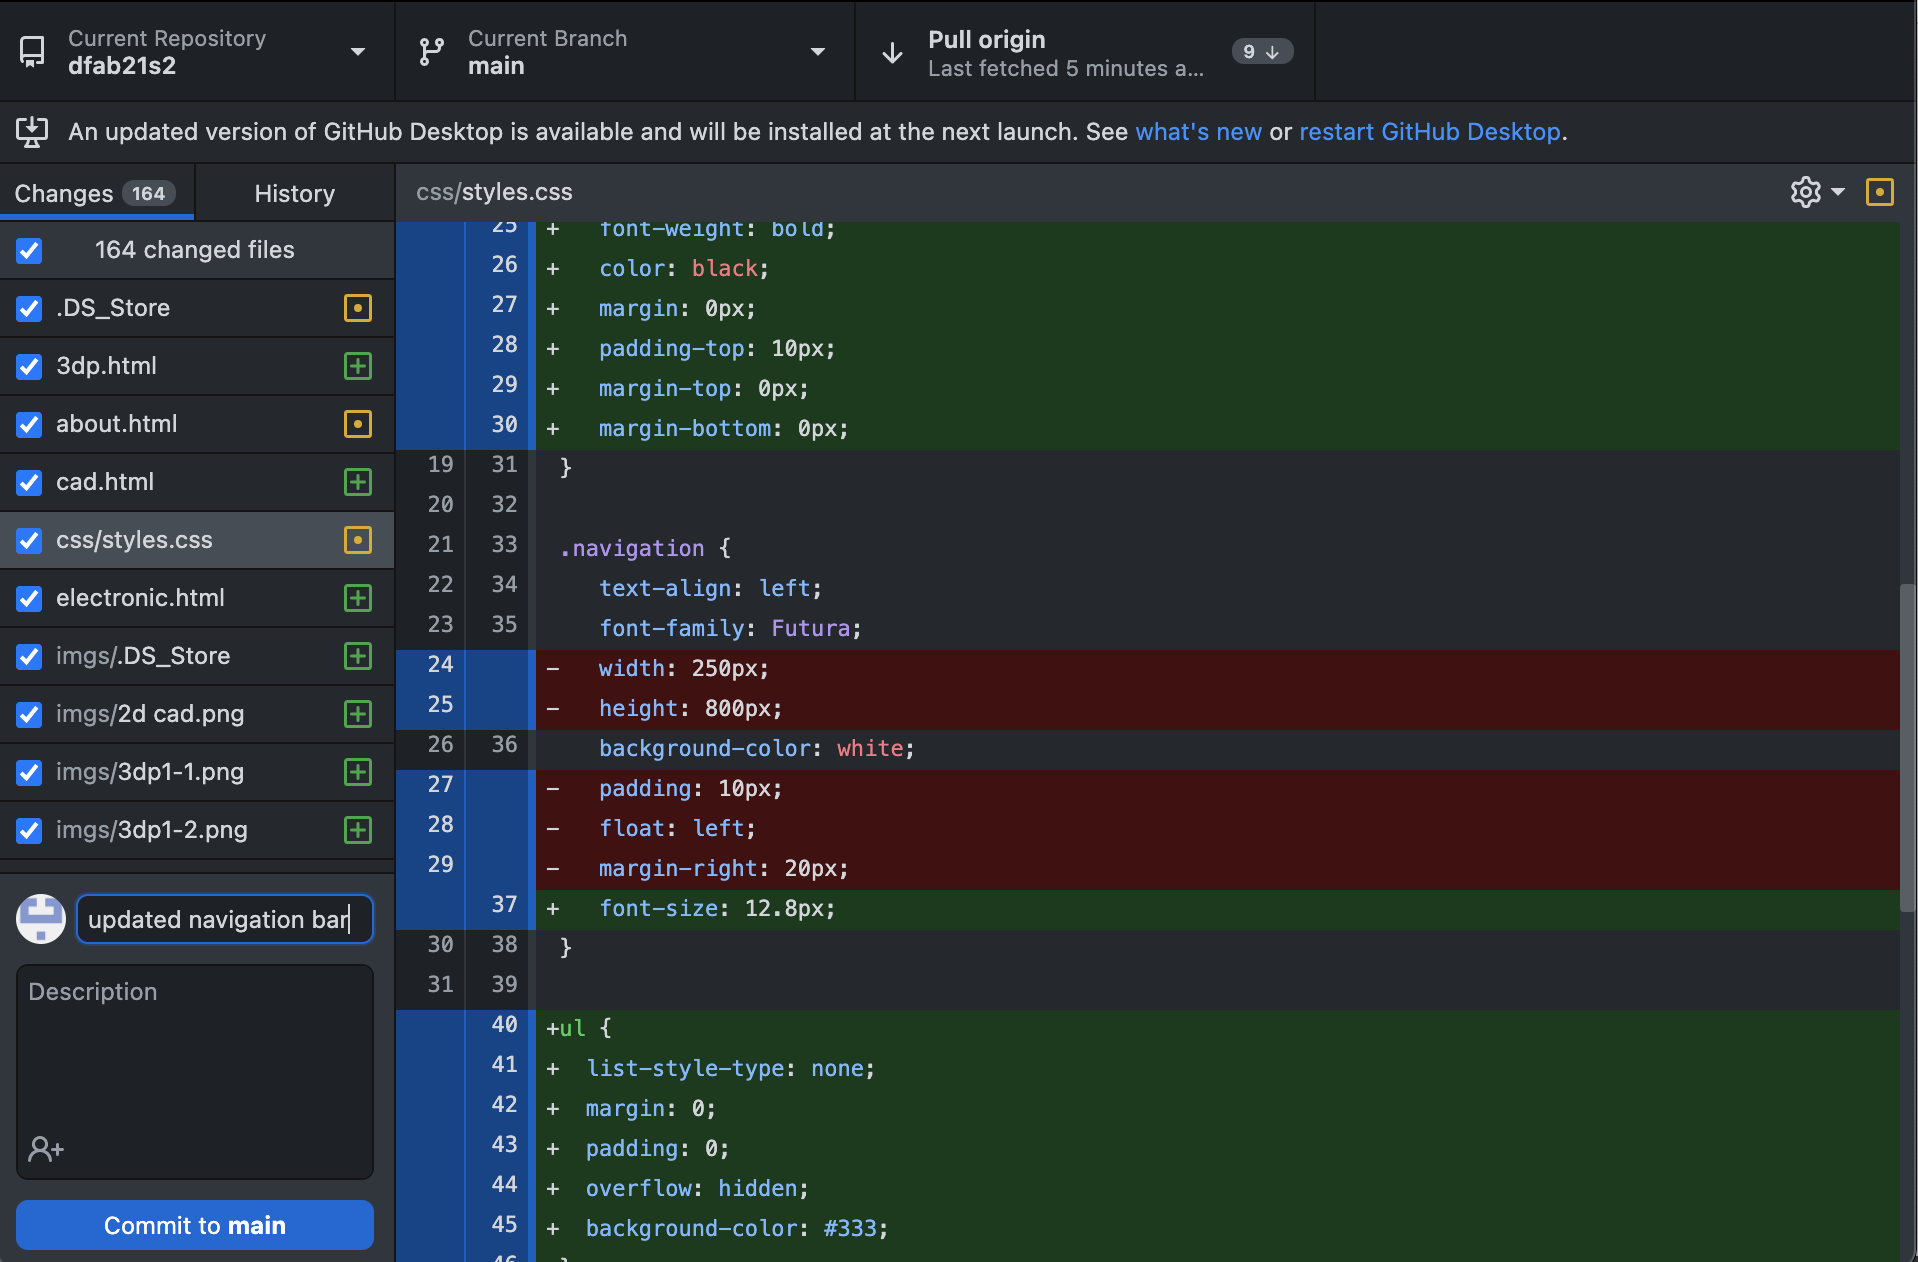 Current Repository
dfab21s2
Current Branch
main
Pull origin
Last fetched 5 minutes a...
9
An updated version of GitHub Desktop is available and will be installed at the next launch. See what's new or restart GitHub Desktop.
Changes 164
History
css/styles.css
164 changed files
.DS_Store
3dp.html
about.html
cad.html
css/styles.css
electronic.html
imgs/.DS_Store
imgs/2d cad.png
imgs/3dp1-1.png
imgs/3dp1-2.png
updated navigation bar
Description
Commit to main
25 + font-weight: bold;
26 + color: black;
27 + margin: 0px;
28 + padding-top: 10px;
29 + margin-top: 0px;
30 + margin-bottom: 0px;
19 31 }
20 32
21 33 .navigation {
22 34 text-align: left;
23 35 font-family: Futura;
24 - width: 250px;
25 - height: 800px;
26 36 background-color: white;
27 - padding: 10px;
28 - float: left;
29 - margin-right: 20px;
37 + font-size: 12.8px;
30 38 }
31 39
40 +ul {
41 + list-style-type: none;
42 + margin: 0;
43 + padding: 0;
44 + overflow: hidden;
45 + background-color: #333;